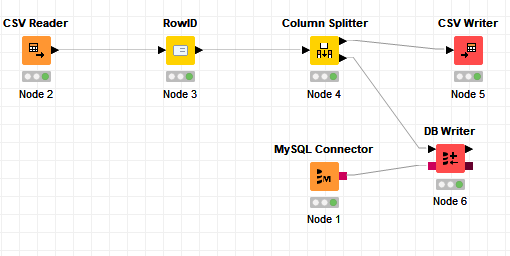 CSV Reader
RowID
Column Splitter
CSV Writer
Node 2
Node 3
Node 4
Node 5
DB Writer
MySQL Connector
M
Node 6
Node 1